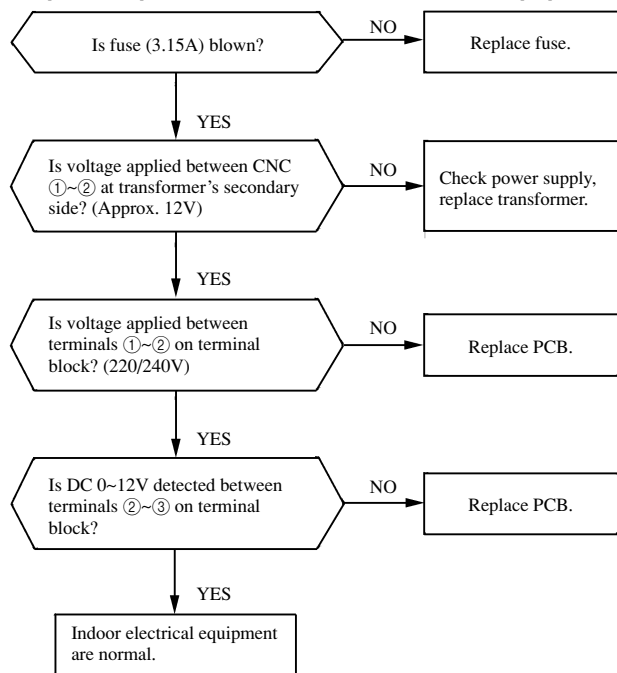 Is fuse (3.15A) blown?
NO
Replace fuse.
YES
Is voltage applied between CNC
①~② at transformer's secondary
side? (Approx. 12V)
NO
Check power supply,
replace transformer.
YES
Is voltage applied between
terminals ①~② on terminal
block? (220/240V)
NO
Replace PCB.
YES
Is DC 0~12V detected between
terminals ②~③ on terminal
block?
NO
Replace PCB.
YES
Indoor electrical equipment
are normal.